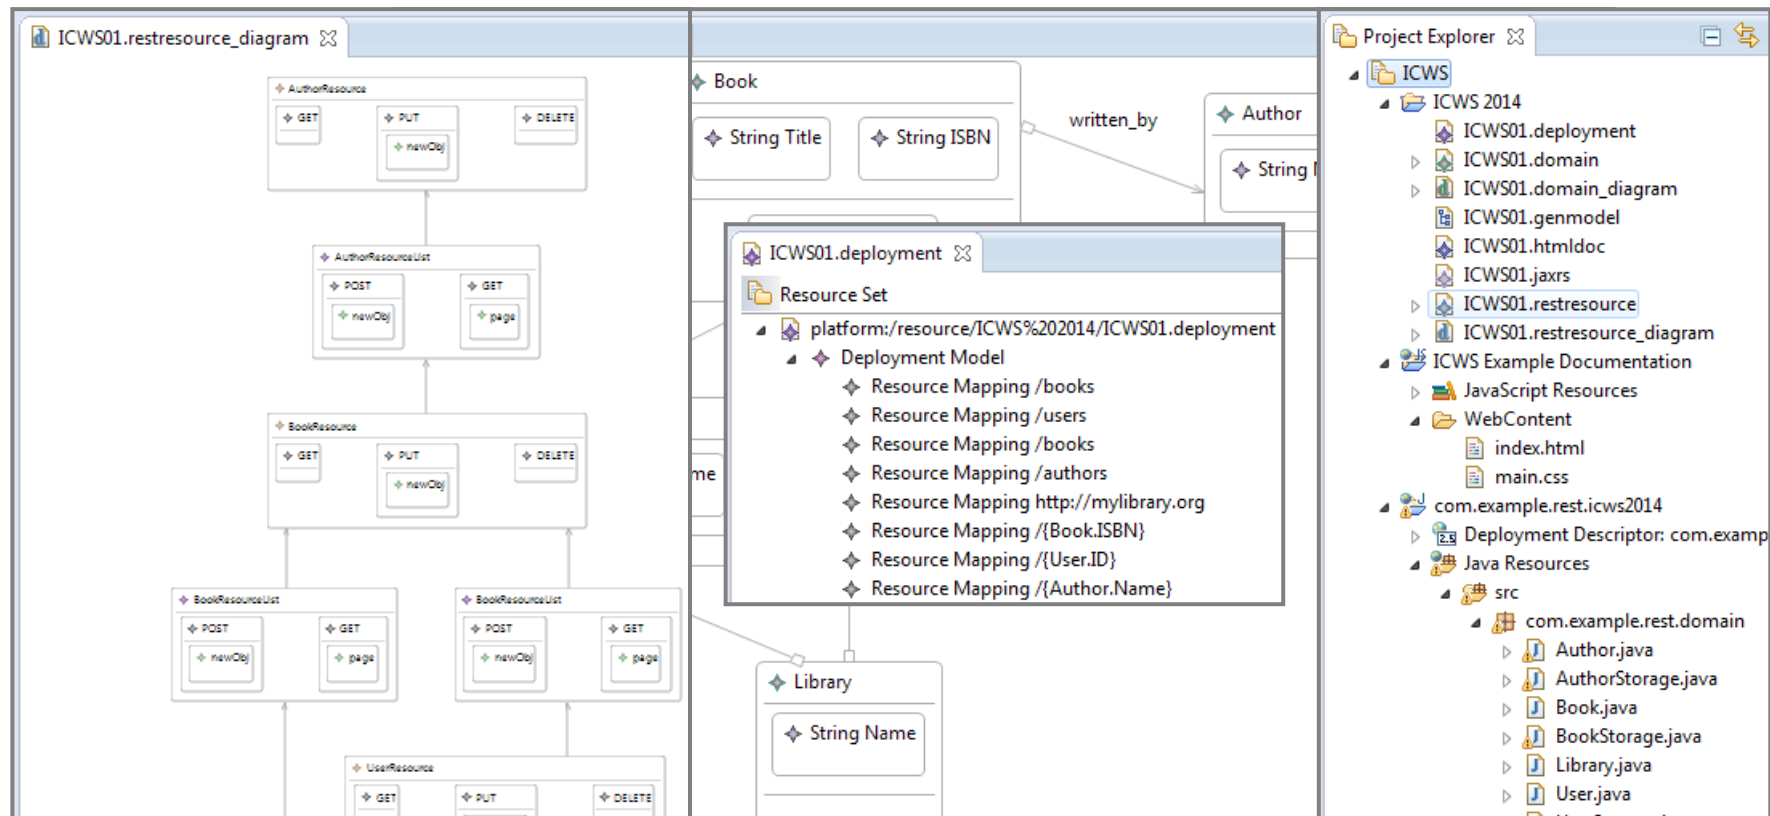 ICWS01.restresource_diagram
AuthorResource
GET
PUT
DELETE
newObj
AuthorResourceList
POST
GET
newObj
page
BookResource
GET
PUT
DELETE
newObj
BookResourceList
POST
GET
newObj
page
BookResourceList
POST
GET
newObj
page
UserResource
GET
PUT
DELETE
Book
String Title
String ISBN
written_by
Author
String
me
ICWS01.deployment
Resource Set
platform:/resource/ICWS%202014/ICWS01.deployment
Deployment Model
Resource Mapping /books
Resource Mapping /users
Resource Mapping /books
Resource Mapping /authors
Resource Mapping http://mylibrary.org
Resource Mapping /{Book.ISBN}
Resource Mapping /{User.ID}
Resource Mapping /{Author.Name}
Library
String Name
Project Explorer
ICWS
ICWS 2014
ICWS01.deployment
ICWS01.domain
ICWS01.domain_diagram
ICWS01.genmodel
ICWS01.htmldoc
ICWS01.jaxrs
ICWS01.restresource
ICWS01.restresource_diagram
ICWS Example Documentation
JavaScript Resources
WebContent
index.html
main.css
com.example.rest.icws2014
Deployment Descriptor: com.examp
Java Resources
src
com.example.rest.domain
Author.java
AuthorStorage.java
Book.java
BookStorage.java
Library.java
User.java